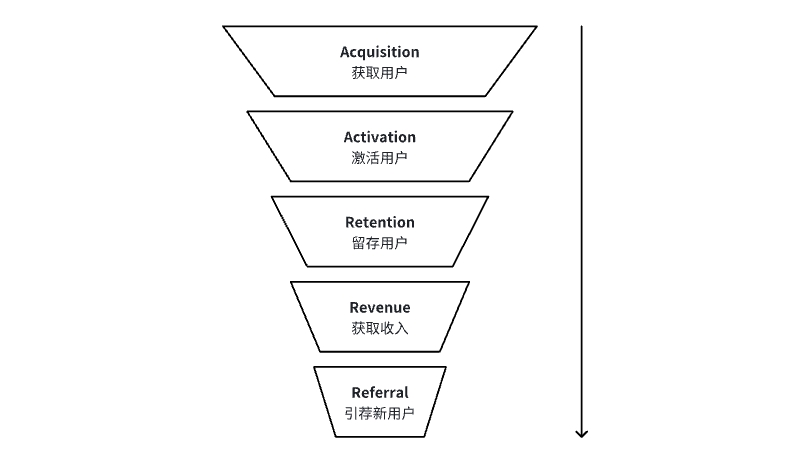 Acquisition
获取用户
Activation
激活用户
Retention
留存用户
Revenue
获取收入
Referral
引荐新用户